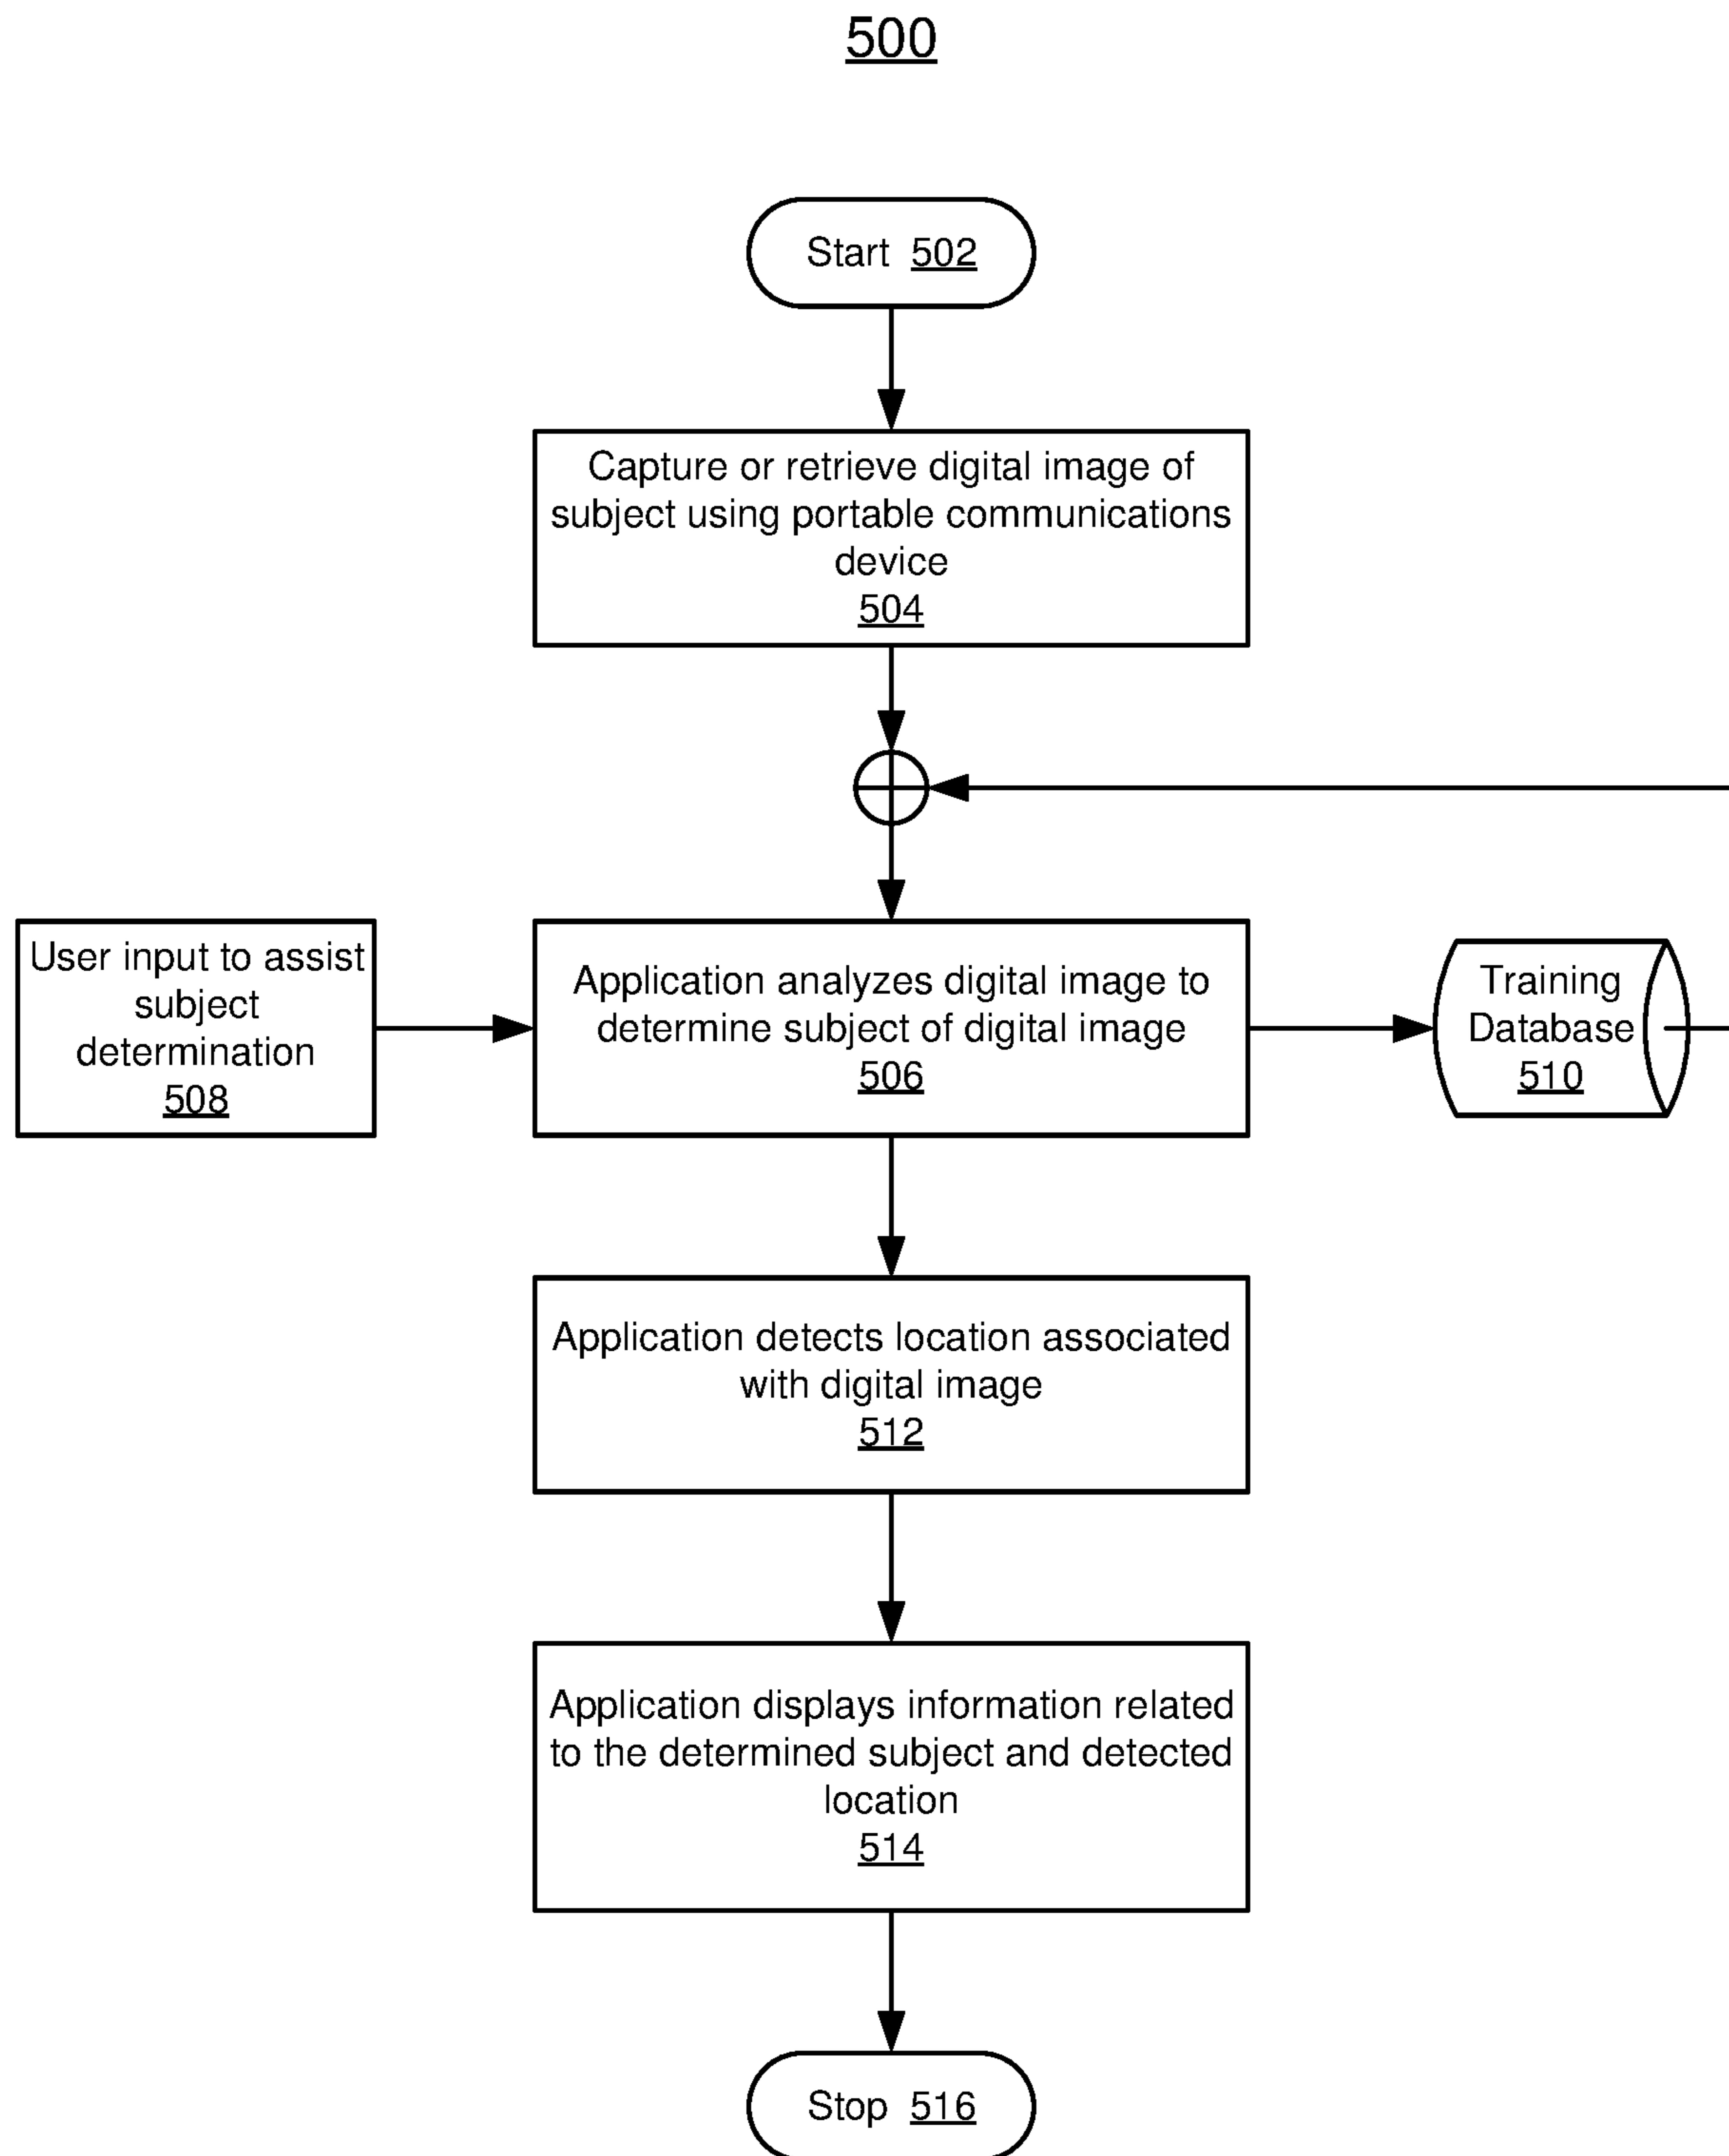 500
Start 502
Capture or retrieve digital image of
subject using portable communications
device
504
User input to assist
subject
determination
508
Application analyzes digital image to
determine subject of digital image
506
Training
Database
510
Application detects location associated
with digital image
512
Application displays information related
to the determined subject and detected
location
514
Stop 516